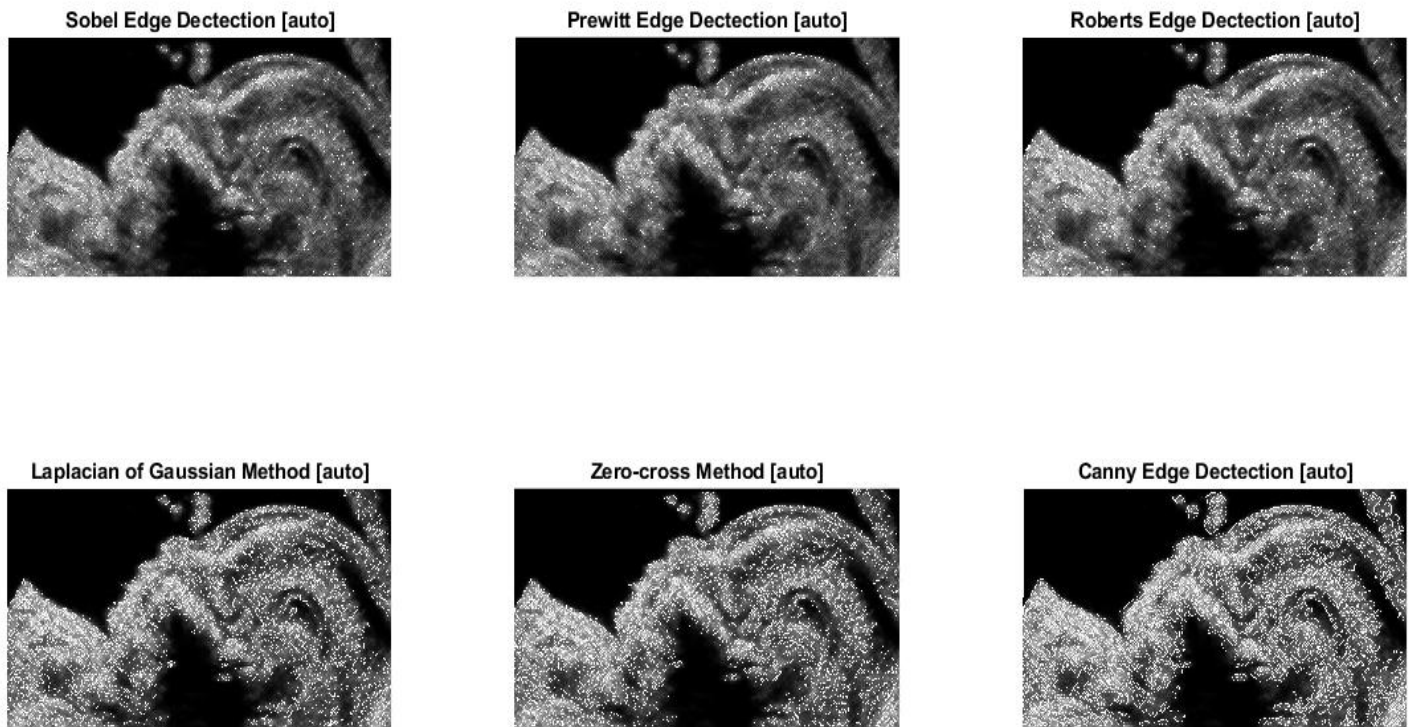 Sobel Edge Dectection [auto]
Prewitt Edge Dectection [auto]
Roberts Edge Dectection [auto]
Laplacian of Gaussian Method [auto]
Zero-cross Method [auto]
Canny Edge Dectection [auto]